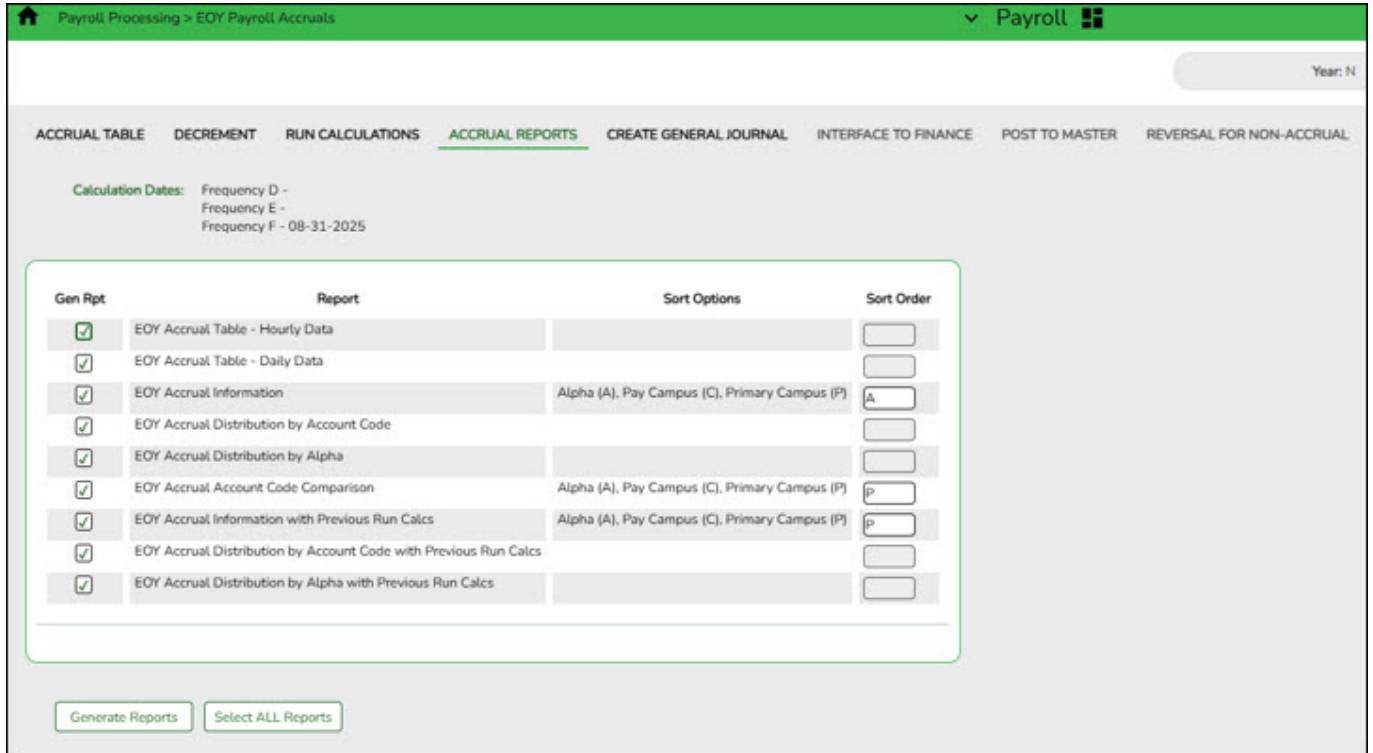 Payroll Processing > EOY Payroll Accruals
Payroll
Year: N
ACCRUAL TABLE DECREMENT RUN CALCULATIONS ACCRUAL REPORTS CREATE GENERAL JOURNAL INTERFACE TO FINANCE POST TO MASTER REVERSAL FOR NON-ACCRUAL
Calculation Dates: Frequency D -
Frequency E -
Frequency F - 08-31-2025
Gen Rpt Report Sort Options Sort Order
EOY Accrual Table - Hourly Data
EOY Accrual Table - Daily Data
EOY Accrual Information Alpha (A), Pay Campus (C), Primary Campus (P) A
EOY Accrual Distribution by Account Code
EOY Accrual Distribution by Alpha
EOY Accrual Account Code Comparison Alpha (A), Pay Campus (C), Primary Campus (P) P
EOY Accrual Information with Previous Run Calcs Alpha (A), Pay Campus (C), Primary Campus (P) P
EOY Accrual Distribution by Account Code with Previous Run Calcs
EOY Accrual Distribution by Alpha with Previous Run Calcs
Generate Reports Select ALL Reports